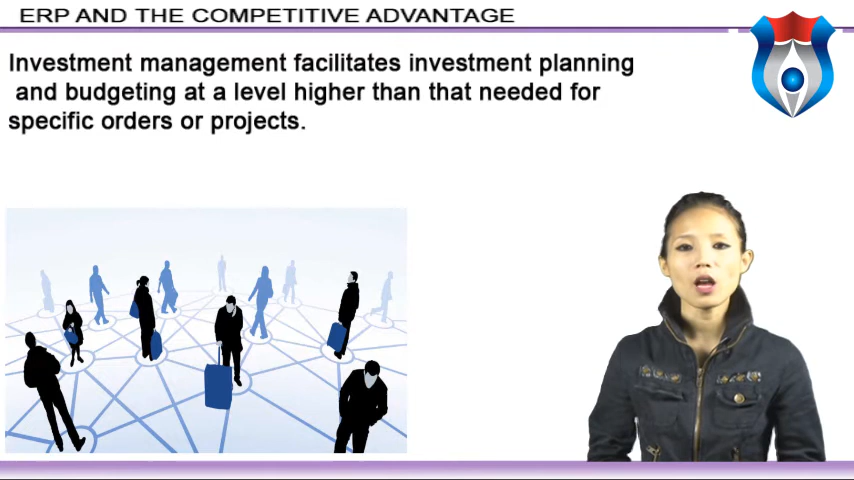 ERP AND THE COMPETITIVE ADVANTAGE
Investment management facilitates investment planning
and budgeting at a level higher than that needed for
specific orders or projects.